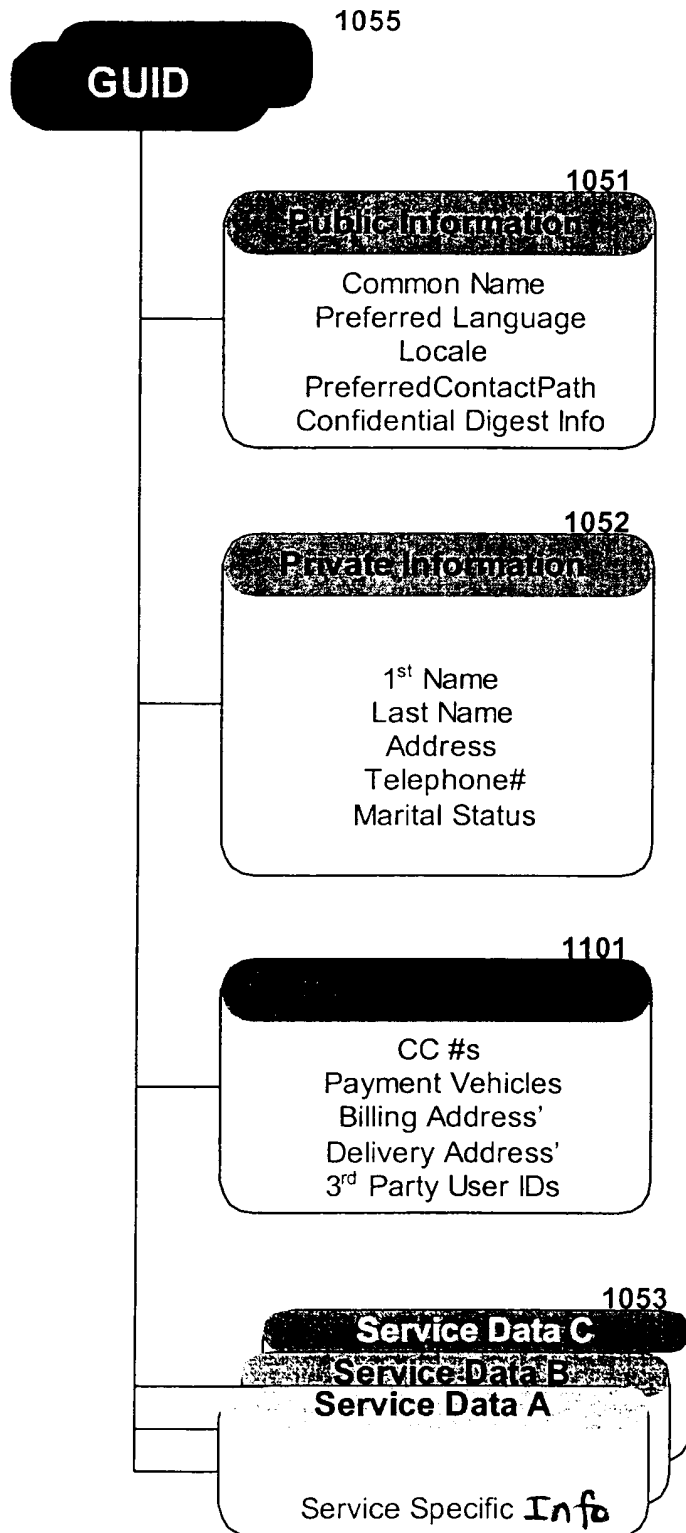 1055
GUID
1051
Public Information
Common Name
Preferred Language
Locale
PreferredContactPath
Confidential Digest Info
1052
Private Information
1st Name
Last Name
Address
Telephone#
Marital Status
1101
CC #s
Payment Vehicles
Billing Address'
Delivery Address'
3rd Party User IDs
1053
Service Data C
Service Data B
Service Data A
Service Specific Info